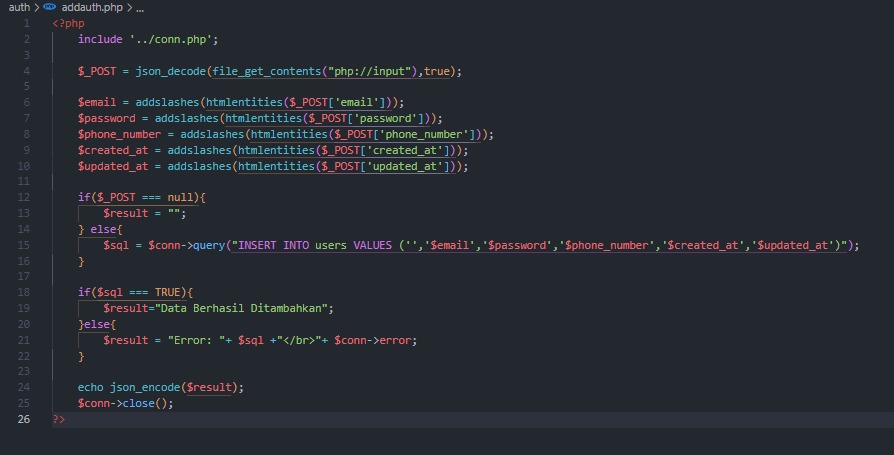 auth > addauth.php > ...
1 <?php
2 include '../conn.php';
3
4 $_POST = json_decode(file_get_contents("php://input"),true);
5
6 $email = addslashes(htmlentities($_POST['email']));
7 $password = addslashes(htmlentities($_POST['password']));
8 $phone_number = addslashes(htmlentities($_POST['phone_number']));
9 $created_at = addslashes(htmlentities($_POST['created_at']));
10 $updated_at = addslashes(htmlentities($_POST['updated_at']));
11
12 if($_POST === null){
13 $result = "";
14 } else{
15 $sql = $conn->query("INSERT INTO users VALUES ('','$email','$password','$phone_number','$created_at','$updated_at')");
16 }
17
18 if($sql === TRUE){
19 $result="Data Berhasil Ditambahkan";
20 }else{
21 $result = "Error: "+ $sql +"</br>"+ $conn->error;
22 }
23
24 echo json_encode($result);
25 $conn->close();
26 ?>